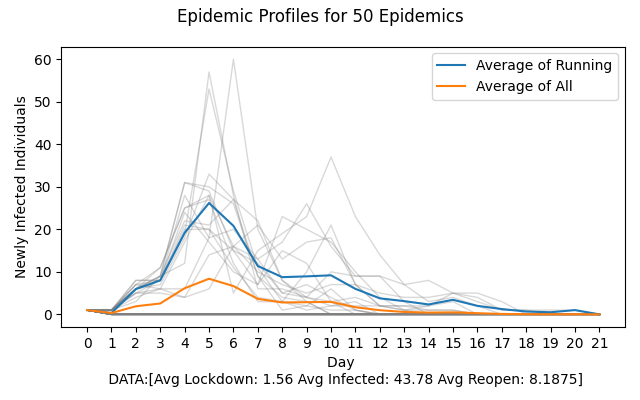 Epidemic Profiles for 50 Epidemics
Average of Running
Average of All
60
50
40
30
20
10
0
Newly Infected Individuals
0 1 2 3 4 5 6 7 8 9 10 11 12 13 14 15 16 17 18 19 20 21
Day
DATA:[Avg Lockdown: 1.56 Avg Infected: 43.78 Avg Reopen: 8.1875]